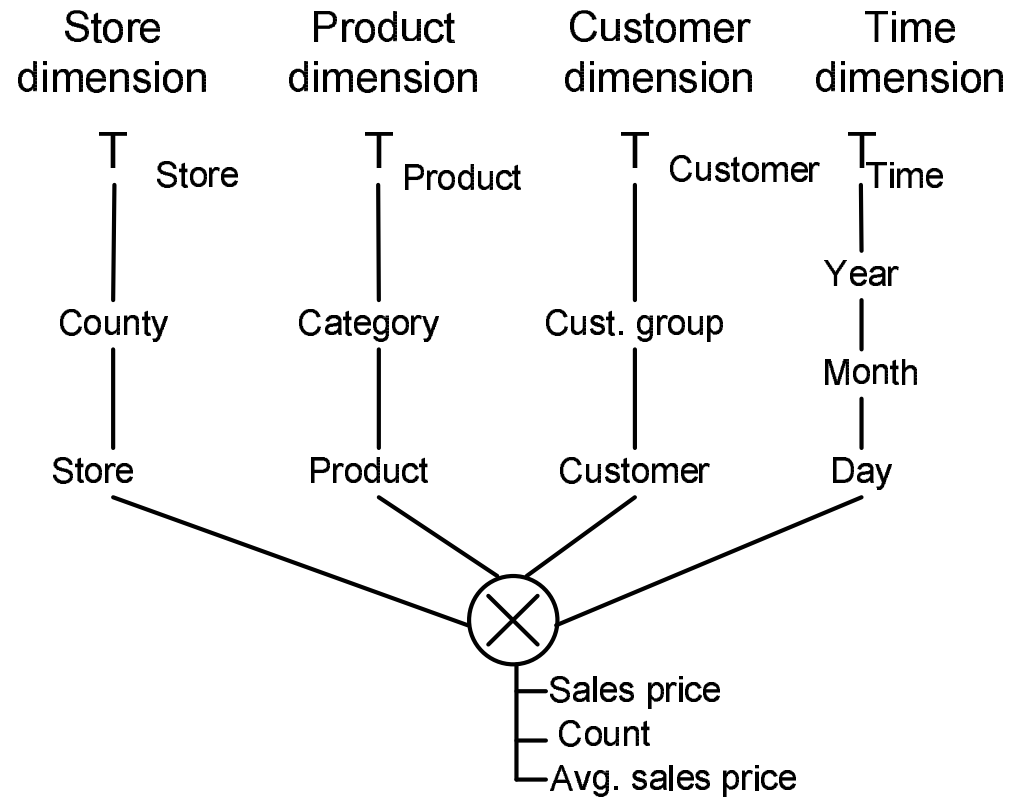 Store dimension
Product dimension
Customer dimension
Time dimension
T Store
T Product
T Customer
T Time
Year
County
Category
Cust. group
Month
Store
Product
Customer
Day
Sales price
Count
Avg. sales price